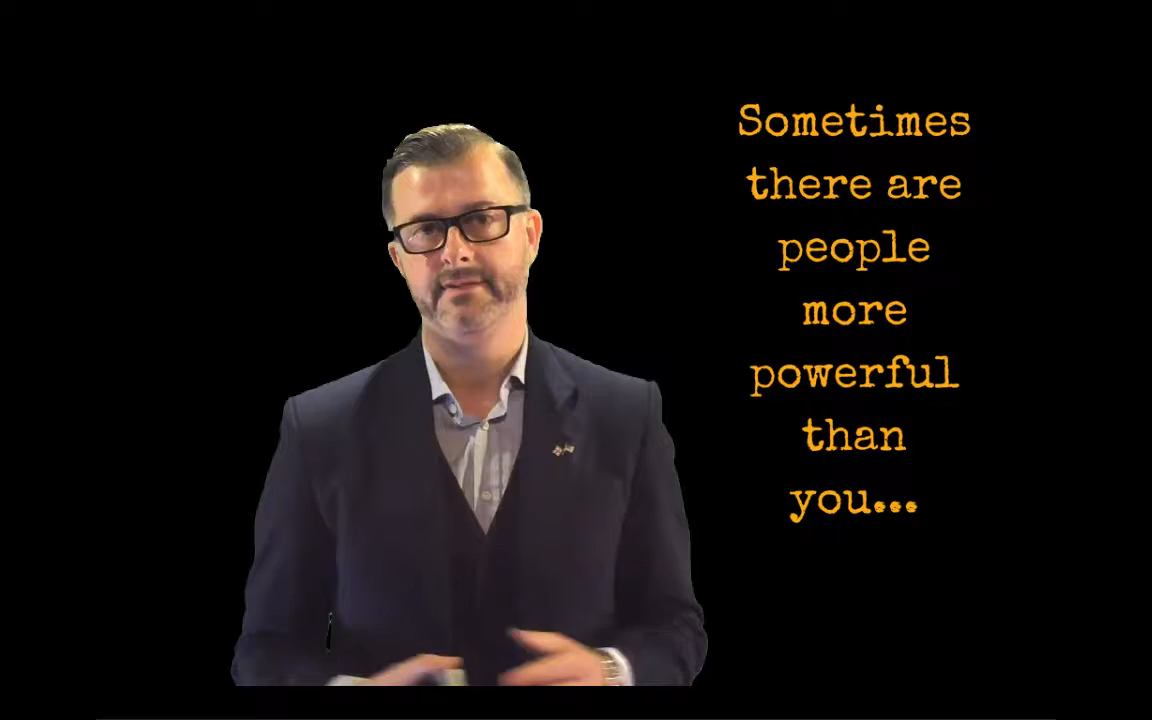 Sometimes
there are
people
more
powerful
than
you...